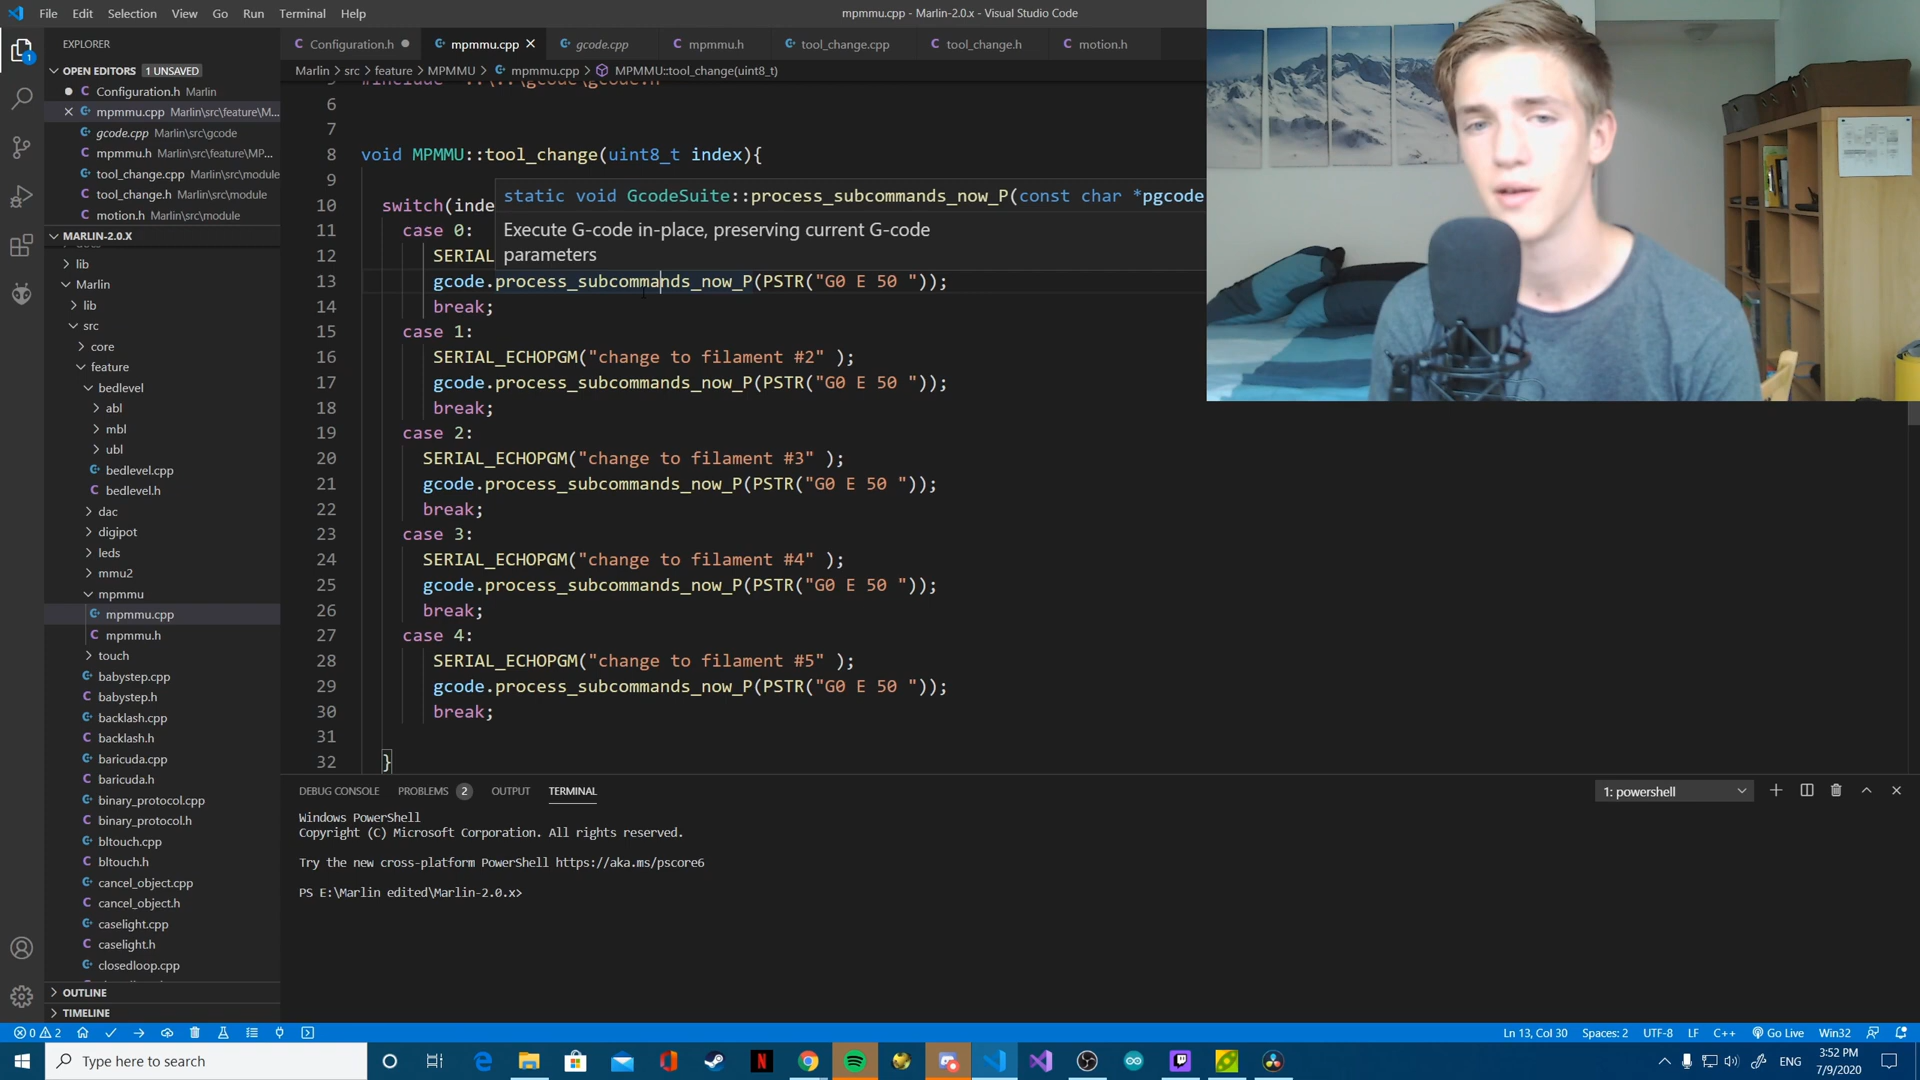 File Edit Selection View Go Run Terminal Help
mpmmu.cpp - Marlin-2.0.x - Visual Studio Code
EXPLORER
OPEN EDITORS 1 UNSAVED
Configuration.h Marlin
mpmmu.cpp Marlin\src\feature\M...
gcode.cpp Marlin\src\gcode
mpmmu.h Marlin\src\feature\MP...
tool_change.cpp Marlin\src\module
tool_change.h Marlin\src\module
motion.h Marlin\src\module
MARLIN-2.0.X
lib
Marlin
lib
src
core
feature
bedlevel
abl
mbl
ubl
bedlevel.cpp
bedlevel.h
dac
digipot
leds
mmu2
mpmmu
mpmmu.cpp
mpmmu.h
touch
babystep.cpp
babystep.h
backlash.cpp
backlash.h
baricuda.cpp
baricuda.h
binary_protocol.cpp
binary_protocol.h
bltouch.cpp
bltouch.h
cancel_object.cpp
cancel_object.h
caselight.cpp
caselight.h
closedloop.cpp
OUTLINE
TIMELINE
Configuration.h mpmmu.cpp gcode.cpp mpmmu.h tool_change.cpp tool_change.h motion.h
Marlin > src > feature > MPMMU > mpmmu.cpp > MPMMU::tool_change(uint8_t)
6
7
8 void MPMMU::tool_change(uint8_t index){
9
static void GcodeSuite::process_subcommands_now_P(const char *pgcode
10 switch(inde
Execute G-code in-place, preserving current G-code
parameters
11 case 0:
12 SERIAL
13 gcode.process_subcommands_now_P(PSTR("G0 E 50 "));
14 break;
15 case 1:
16 SERIAL_ECHOPGM("change to filament #2" );
17 gcode.process_subcommands_now_P(PSTR("G0 E 50 "));
18 break;
19 case 2:
20 SERIAL_ECHOPGM("change to filament #3" );
21 gcode.process_subcommands_now_P(PSTR("G0 E 50 "));
22 break;
23 case 3:
24 SERIAL_ECHOPGM("change to filament #4" );
25 gcode.process_subcommands_now_P(PSTR("G0 E 50 "));
26 break;
27 case 4:
28 SERIAL_ECHOPGM("change to filament #5" );
29 gcode.process_subcommands_now_P(PSTR("G0 E 50 "));
30 break;
31
32 }
DEBUG CONSOLE PROBLEMS 2 OUTPUT TERMINAL
1: powershell
Windows PowerShell
Copyright (C) Microsoft Corporation. All rights reserved.
Try the new cross-platform PowerShell https://aka.ms/pscore6
PS E:\Marlin edited\Marlin-2.0.x>
0 2
Ln 13, Col 30 Spaces: 2 UTF-8 LF C++ Go Live Win32
Type here to search
ENG
3:52 PM
7/9/2020